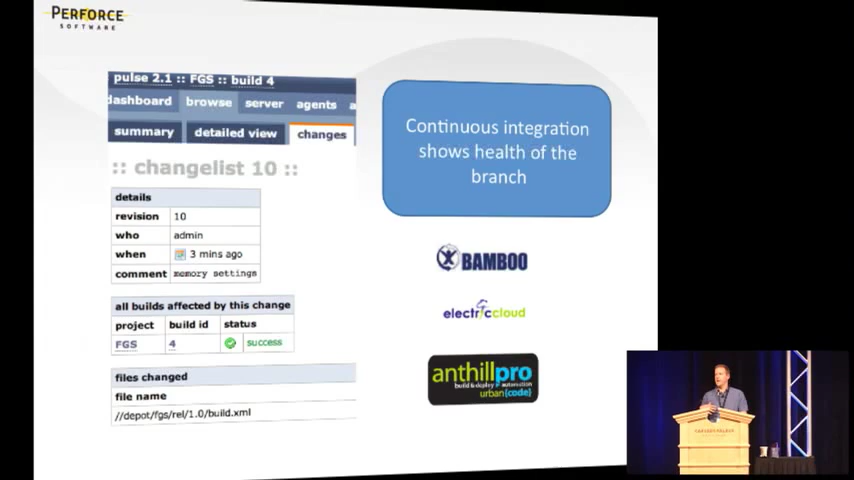 PERFORCE
SOFTWARE
pulse 2.1 :: FGS :: build 4
dashboard browse server agents a
summary detailed view changes
:: changelist 10 ::
details
revision 10
who admin
when 3 mins ago
comment memory settings
all builds affected by this change
project build id status
FGS 4 success
files changed
file name
//depot/fgs/rel/1.0/build.xml
Continuous integration
shows health of the
branch
BAMBOO
electriccloud
anthillpro
build & deploy automation
urban{code}